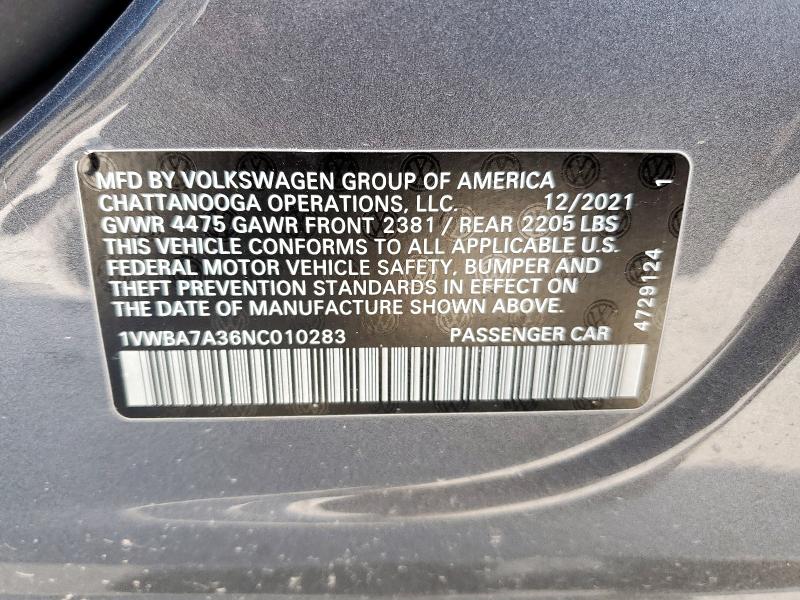 MFD BY VOLKSWAGEN GROUP OF AMERICA
CHATTANOOGA OPERATIONS, LLC. 12/2021
GVWR 4475 GAWR FRONT 2381 / REAR 2205 LBS
THIS VEHICLE CONFORMS TO ALL APPLICABLE U.S.
FEDERAL MOTOR VEHICLE SAFETY, BUMPER AND
THEFT PREVENTION STANDARDS IN EFFECT ON
THE DATE OF MANUFACTURE SHOWN ABOVE.
1VWBA7A36NC010283 PASSENGER CAR
4729124 1